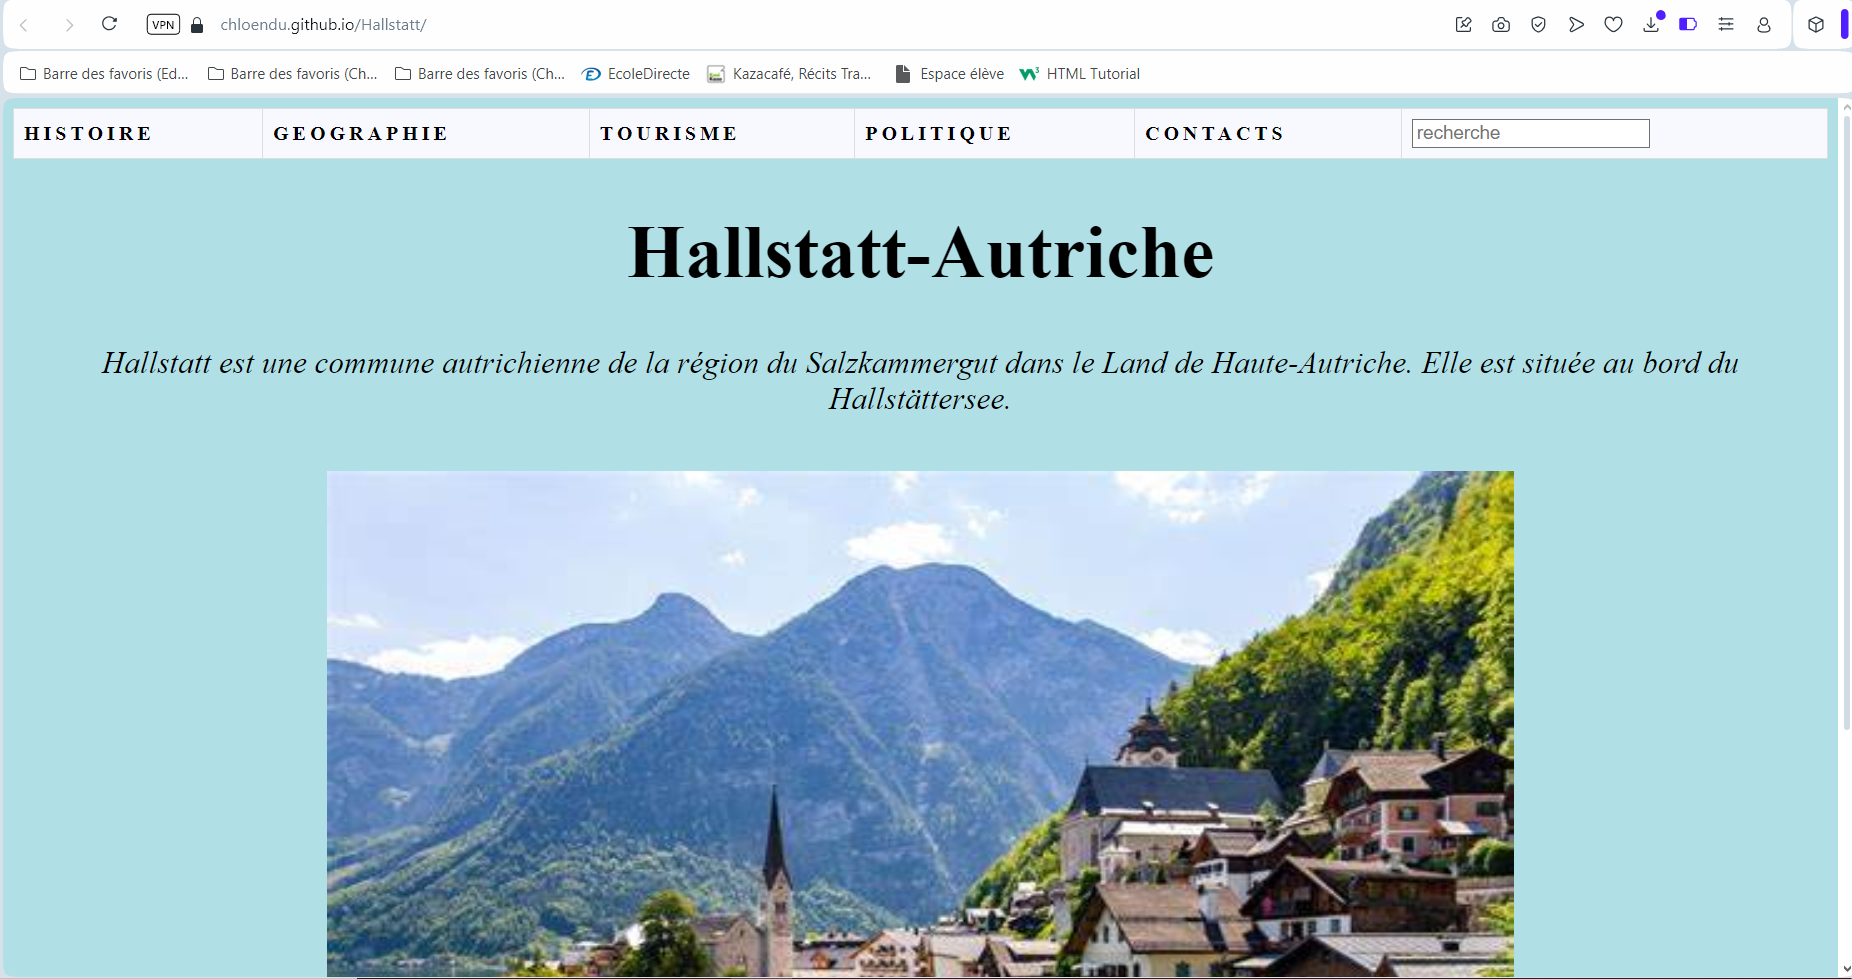 VPN chloendu.github.io/Hallstatt/
Barre des favoris (Ed... Barre des favoris (Ch... Barre des favoris (Ch... EcoleDirecte Kazacafé, Récits Tra... Espace élève HTML Tutorial
HISTOIRE GEOGRAPHIE TOURISME POLITIQUE CONTACTS recherche
Hallstatt-Autriche
Hallstatt est une commune autrichienne de la région du Salzkammergut dans le Land de Haute-Autriche. Elle est située au bord du
Hallstättersee.